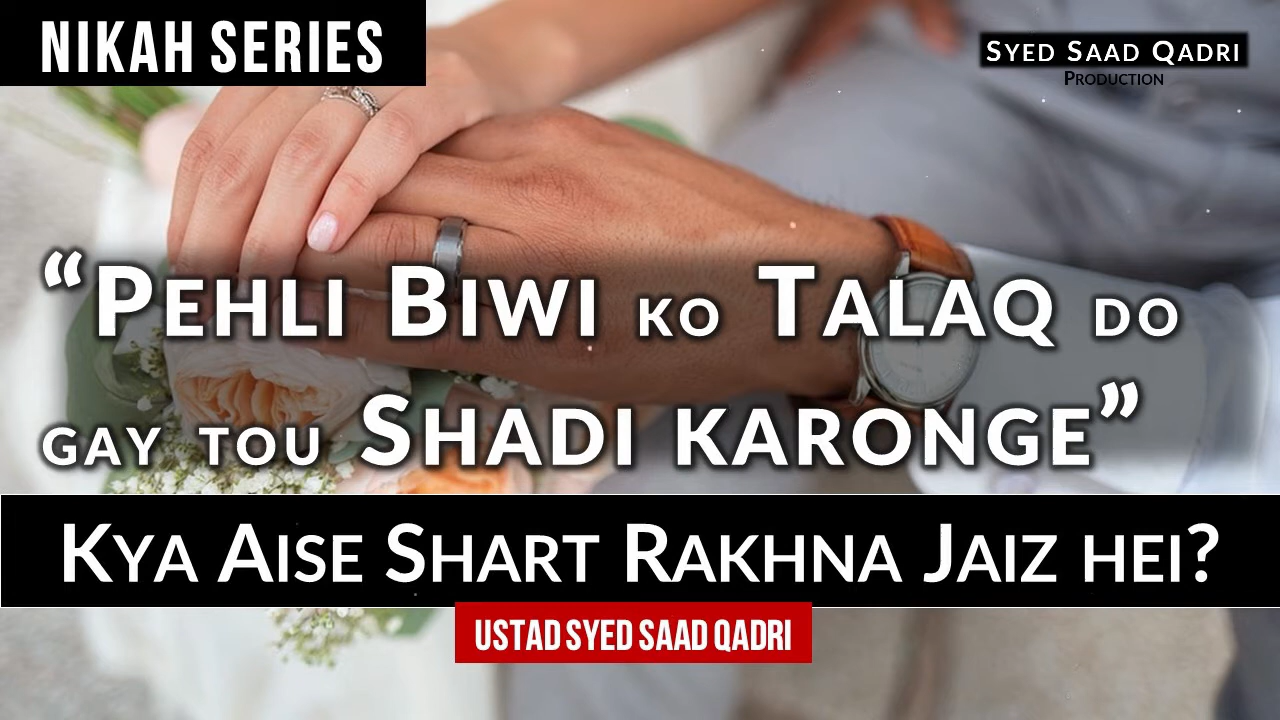 NIKAH SERIES
SYED SAAD QADRI
PRODUCTION
“PEHLI BIWI KO TALAQ DO
GAY TOU SHADI KARONGE”
KYA AISE SHART RAKHNA JAIZ HEI?
USTAD SYED SAAD QADRI